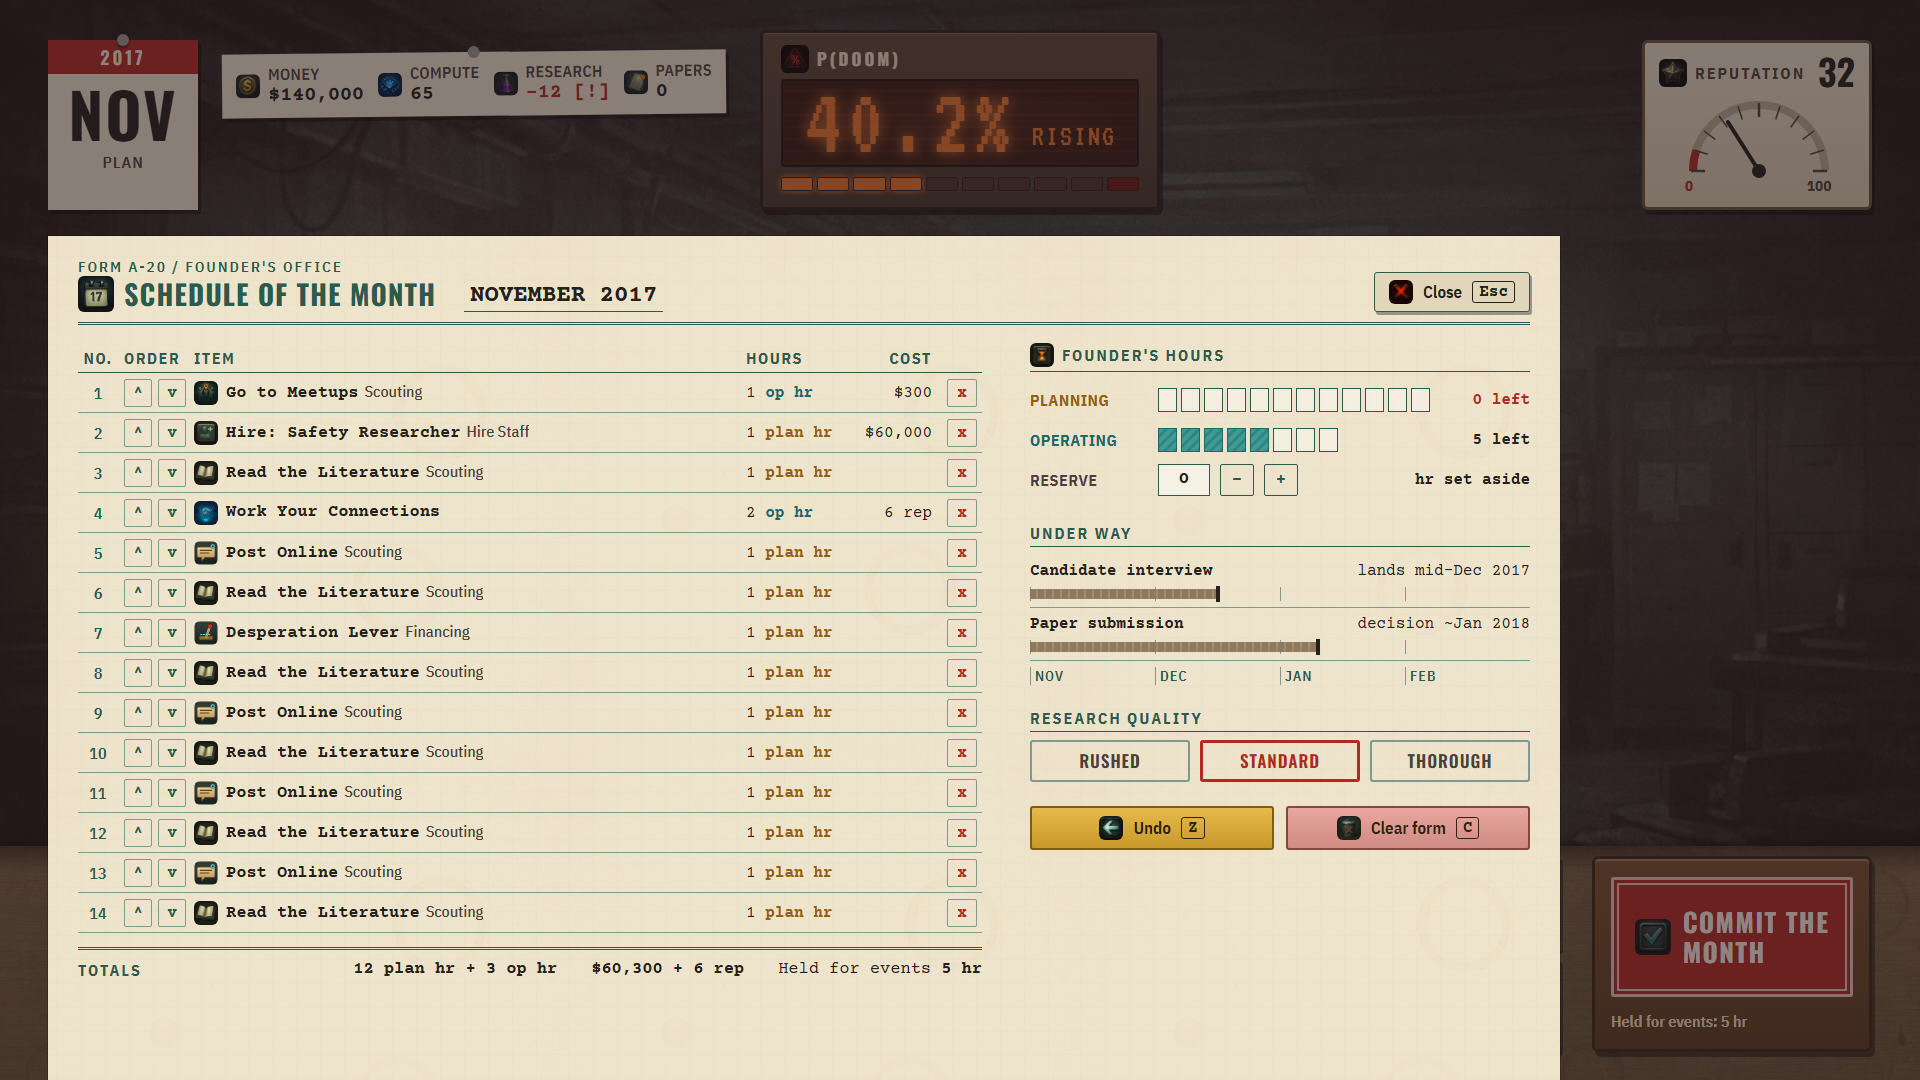 2017
NOV
PLAN
MONEY
$140,000
COMPUTE
65
RESEARCH
-12 [!]
PAPERS
0
P(DOOM)
40.2% RISING
REPUTATION 32
0 100
FORM A-20 / FOUNDER'S OFFICE
17 SCHEDULE OF THE MONTH NOVEMBER 2017
Close Esc
NO. ORDER ITEM HOURS COST
1 ^ v Go to Meetups Scouting 1 op hr $300 x
2 ^ v Hire: Safety Researcher Hire Staff 1 plan hr $60,000 x
3 ^ v Read the Literature Scouting 1 plan hr x
4 ^ v Work Your Connections 2 op hr 6 rep x
5 ^ v Post Online Scouting 1 plan hr x
6 ^ v Read the Literature Scouting 1 plan hr x
7 ^ v Desperation Lever Financing 1 plan hr x
8 ^ v Read the Literature Scouting 1 plan hr x
9 ^ v Post Online Scouting 1 plan hr x
10 ^ v Read the Literature Scouting 1 plan hr x
11 ^ v Post Online Scouting 1 plan hr x
12 ^ v Read the Literature Scouting 1 plan hr x
13 ^ v Post Online Scouting 1 plan hr x
14 ^ v Read the Literature Scouting 1 plan hr x
TOTALS 12 plan hr + 3 op hr $60,300 + 6 rep Held for events 5 hr
FOUNDER'S HOURS
PLANNING 0 left
OPERATING 5 left
RESERVE 0 - + hr set aside
UNDER WAY
Candidate interview lands mid-Dec 2017
Paper submission decision ~Jan 2018
NOV DEC JAN FEB
RESEARCH QUALITY
RUSHED STANDARD THOROUGH
Undo Z Clear form C
COMMIT THE
MONTH
Held for events: 5 hr